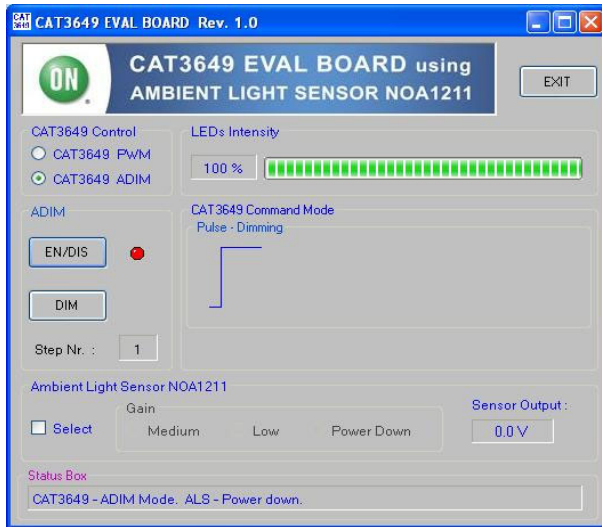 CAT3649 EVAL BOARD Rev. 1.0
ON
CAT3649 EVAL BOARD using
AMBIENT LIGHT SENSOR NOA1211
EXIT
CAT3649 Control
CAT3649 PWM
CAT3649 ADIM
LEDs Intensity
100 %
ADIM
EN/DIS
DIM
Step Nr. : 1
CAT3649 Command Mode
Pulse - Dimming
Ambient Light Sensor NOA1211
Select
Gain
Medium Low Power Down
Sensor Output :
0.0 V
Status Box
CAT3649 - ADIM Mode. ALS - Power down.